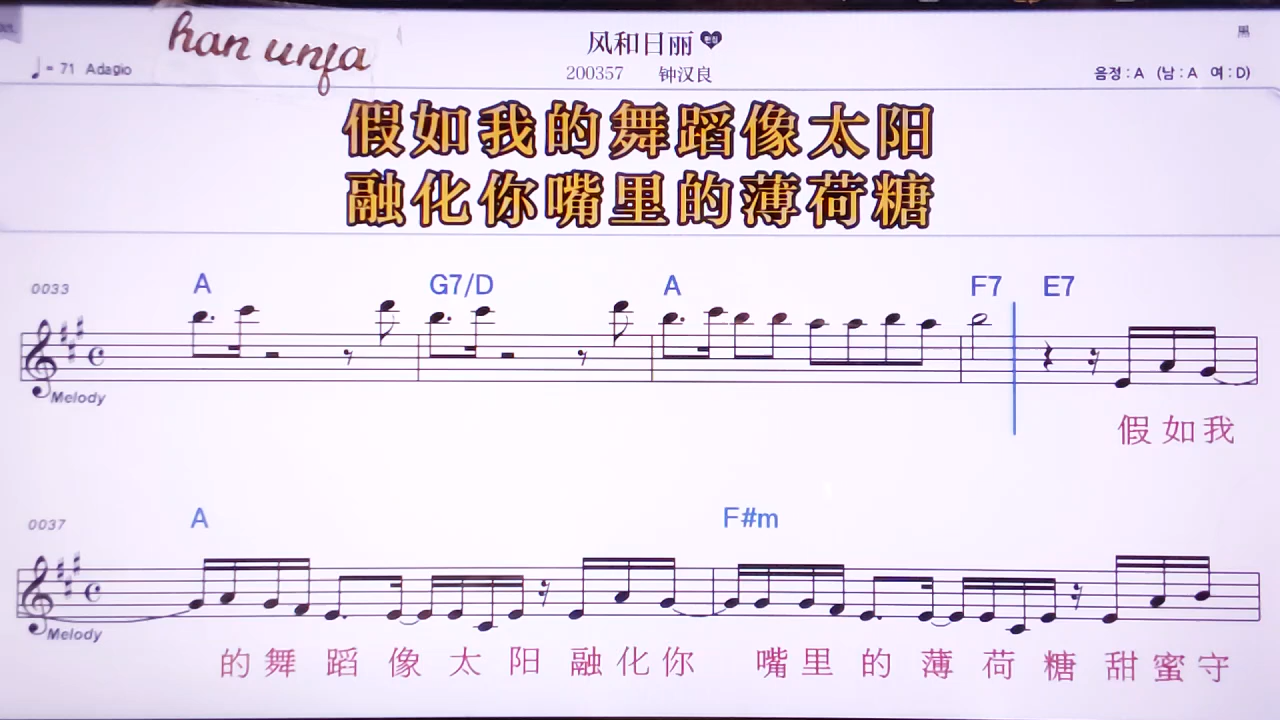 han unfa
风和日丽
♩= 71 Adagio
200357 钟汉良
음정 : A (남 : A 여 : D)
假如我的舞蹈像太阳
融化你嘴里的薄荷糖
0033 A G7/D A F7 E7
Melody
假如我
0037 A F#m
Melody
的舞蹈像太阳融化你 嘴里的薄荷糖甜蜜守